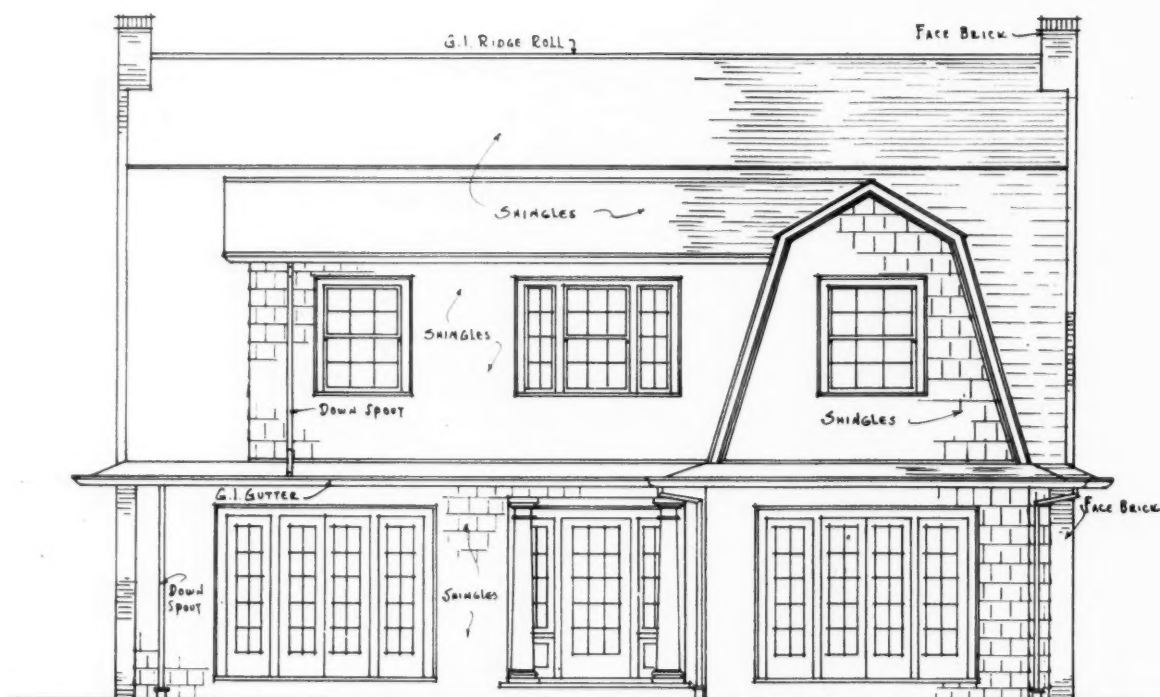 G.I. RIDGE ROLL
FACE BRICK
SHINGLES
SHINGLES
DOWN SPOUT
SHINGLES
G.I. GUTTER
FACE BRICK
DOWN
SPOUT
SHINGLES